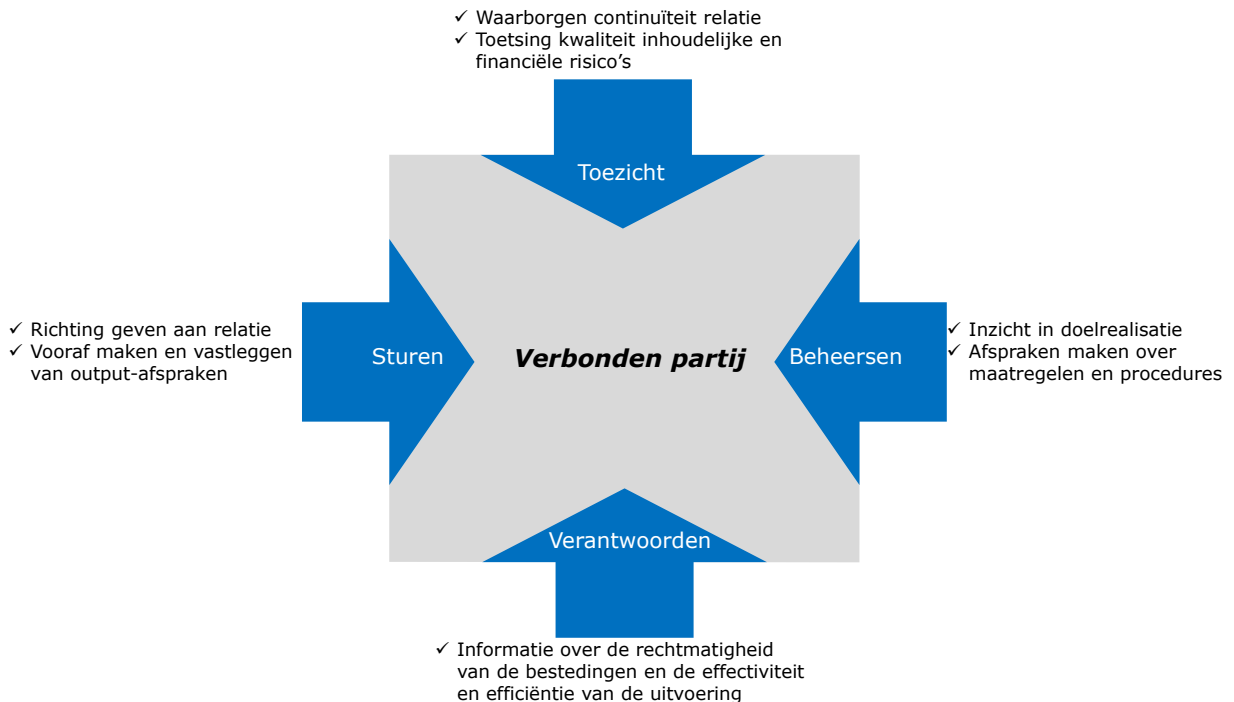 ✓ Waarborgen continuïteit relatie
✓ Toetsing kwaliteit inhoudelijke en
financiële risico's
Toezicht
✓ Richting geven aan relatie
✓ Vooraf maken en vastleggen
van output-afspraken
Sturen
Verbonden partij
Beheersen
✓ Inzicht in doelrealisatie
✓ Afspraken maken over
maatregelen en procedures
Verantwoorden
✓ Informatie over de rechtmatigheid
van de bestedingen en de effectiviteit
en efficiëntie van de uitvoering